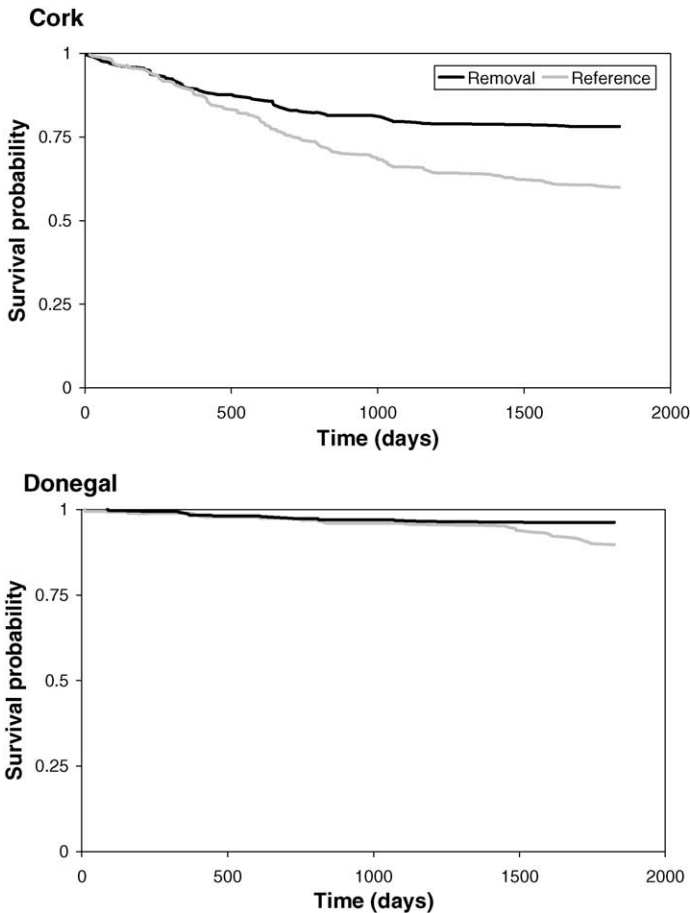 Cork
1
Removal Reference
0.75
0.5
0.25
0
Survival probability
0 500 1000 1500 2000
Time (days)
Donegal
1
0.75
0.5
0.25
0
Survival probability
0 500 1000 1500 2000
Time (days)